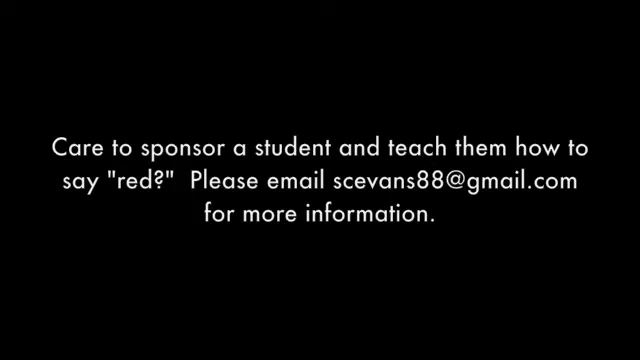 Care to sponsor a student and teach them how to
say "red?"  Please email scevans88@gmail.com
for more information.